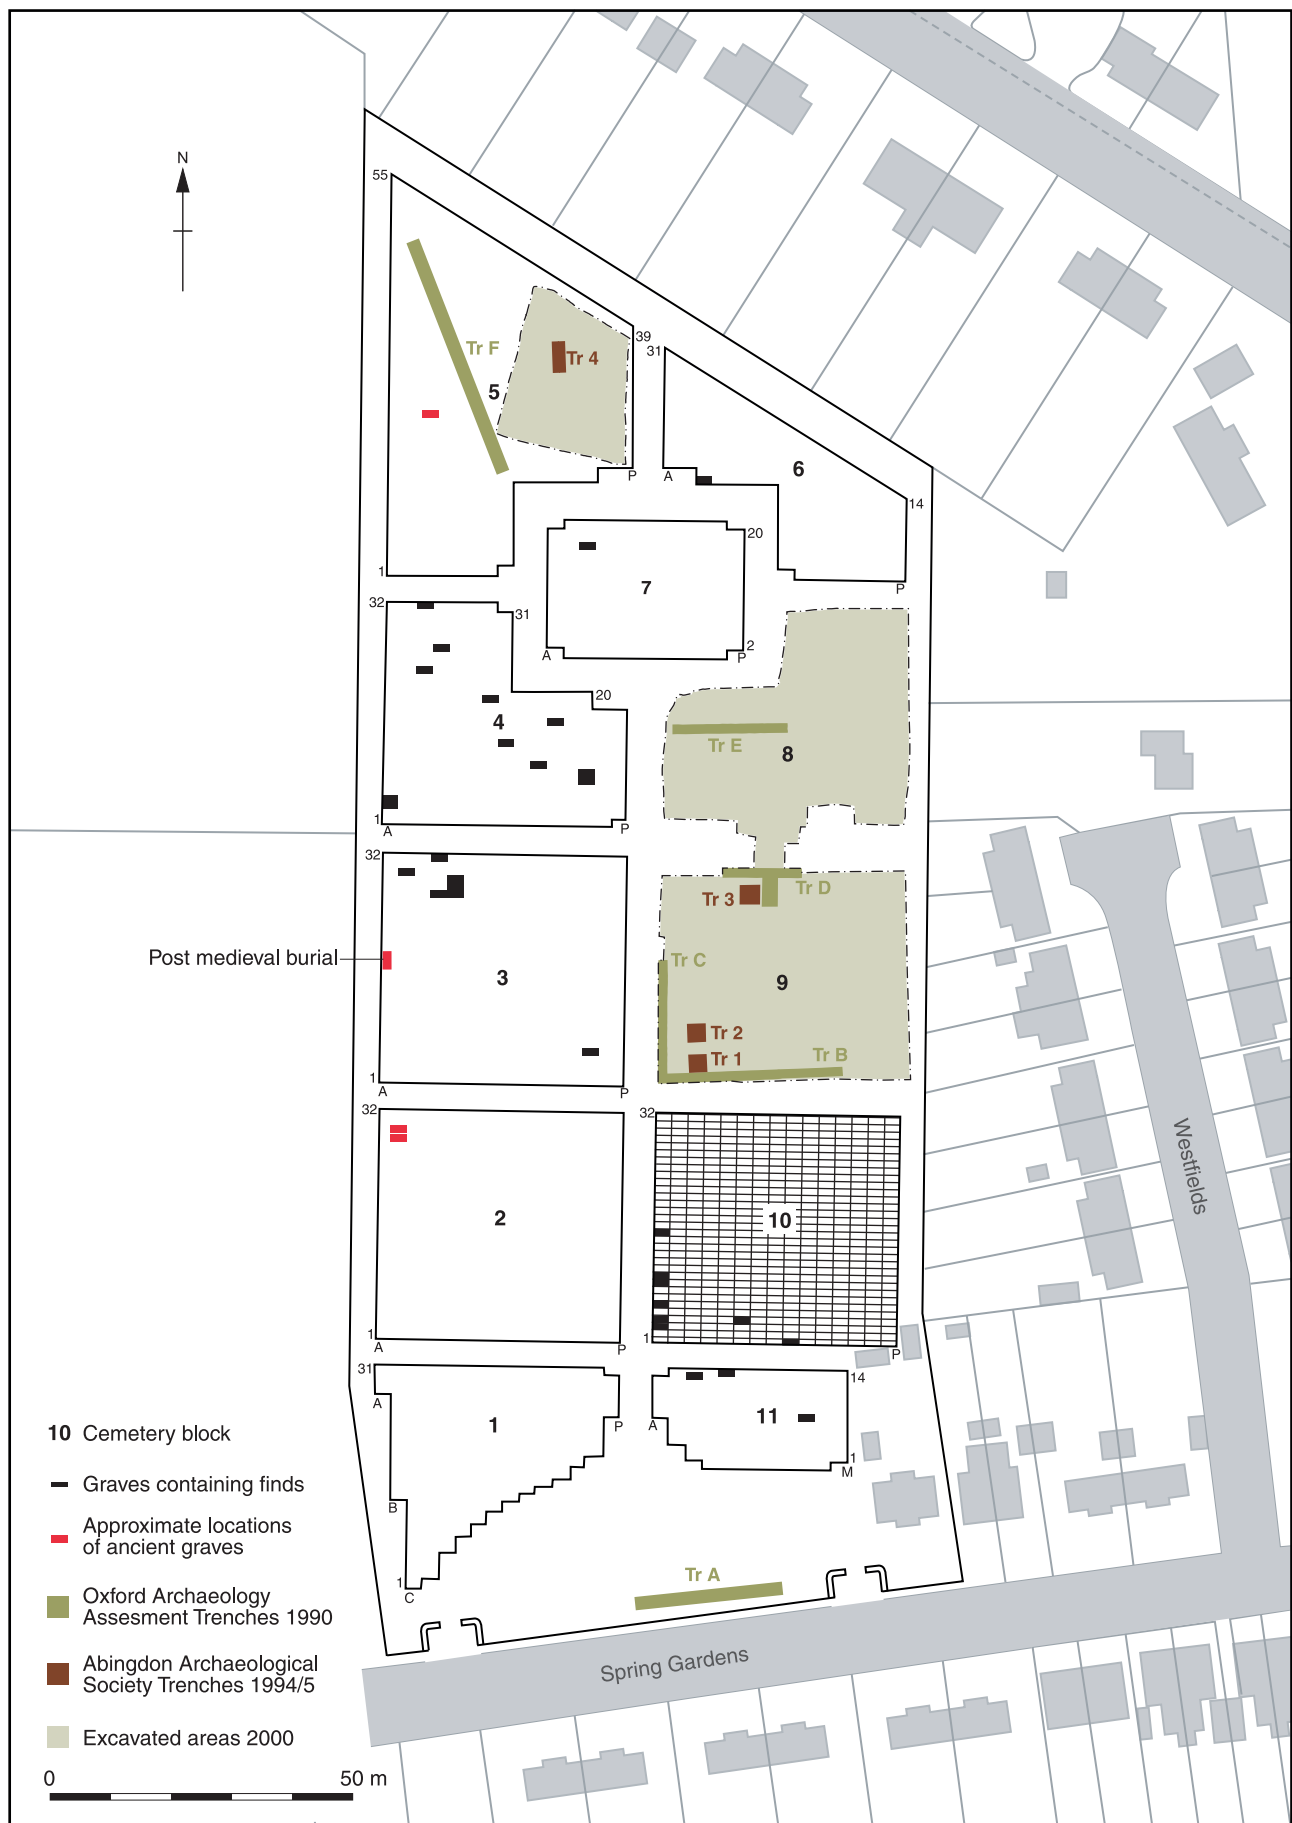 N
55
39
31
Tr F
Tr 4
5
6
P
A
14
20
1
7
P
32
31
A
2
P
20
4
Tr E
8
1
A
P
32
Tr D
Tr 3
Post medieval burial
Tr C
3
9
Tr 2
Tr 1
Tr B
1
A
P
32
32
Westfields
2
10
1
A
P
1
P
31
A
14
1
11
P
A
1
M
B
1
C
10 Cemetery block
Graves containing finds
Approximate locations
of ancient graves
Oxford Archaeology
Assesment Trenches 1990
Abingdon Archaeological
Society Trenches 1994/5
Excavated areas 2000
0
50 m
Tr A
Spring Gardens